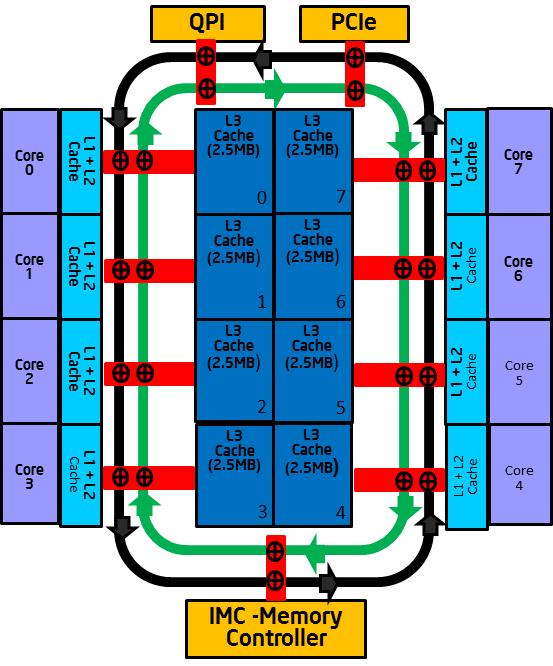 QPI
PCIe
Core
0
L1 + L2
Cache
L3
Cache
(2.5MB)
0
L3
Cache
(2.5MB)
7
L1 + L2
Cache
Core
7
Core
1
L1 + L2
Cache
L3
Cache
(2.5MB)
1
L3
Cache
(2.5MB)
6
L1 + L2
Cache
Core
6
Core
2
L1 + L2
Cache
L3
Cache
(2.5MB)
2
L3
Cache
(2.5MB)
5
L1 + L2
Cache
Core
5
Core
3
L1 + L2
Cache
L3
Cache
(2.5MB)
3
L3
Cache
(2.5MB)
4
L1 + L2
Cache
Core
4
IMC -Memory
Controller